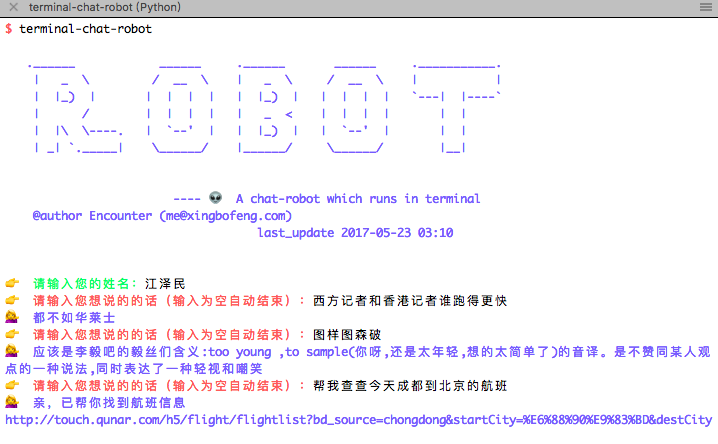 terminal-chat-robot (Python)
$ terminal-chat-robot
ROBOT
---- 👽 A chat-robot which runs in terminal
@author Encounter (me@xingbofeng.com)
last_update 2017-05-23 03:10
👉 请输入您的姓名: 江泽民
👉 请输入您想说的的话（输入为空自动结束）: 西方记者和香港记者谁跑得更快
💁 都不如华莱士
👉 请输入您想说的的话（输入为空自动结束）: 图样图森破
💁 应该是李毅吧的毅丝们含义:too young ,to sample(你呀,还是太年轻,想的太简单了)的音译。是不赞同某人观
点的一种说法,同时表达了一种轻视和嘲笑
👉 请输入您想说的的话（输入为空自动结束）: 帮我查查今天成都到北京的航班
💁 亲，已帮你找到航班信息
http://touch.qunar.com/h5/flight/flightlist?bd_source=chongdong&startCity=%E6%88%90%E9%83%BD&destCity